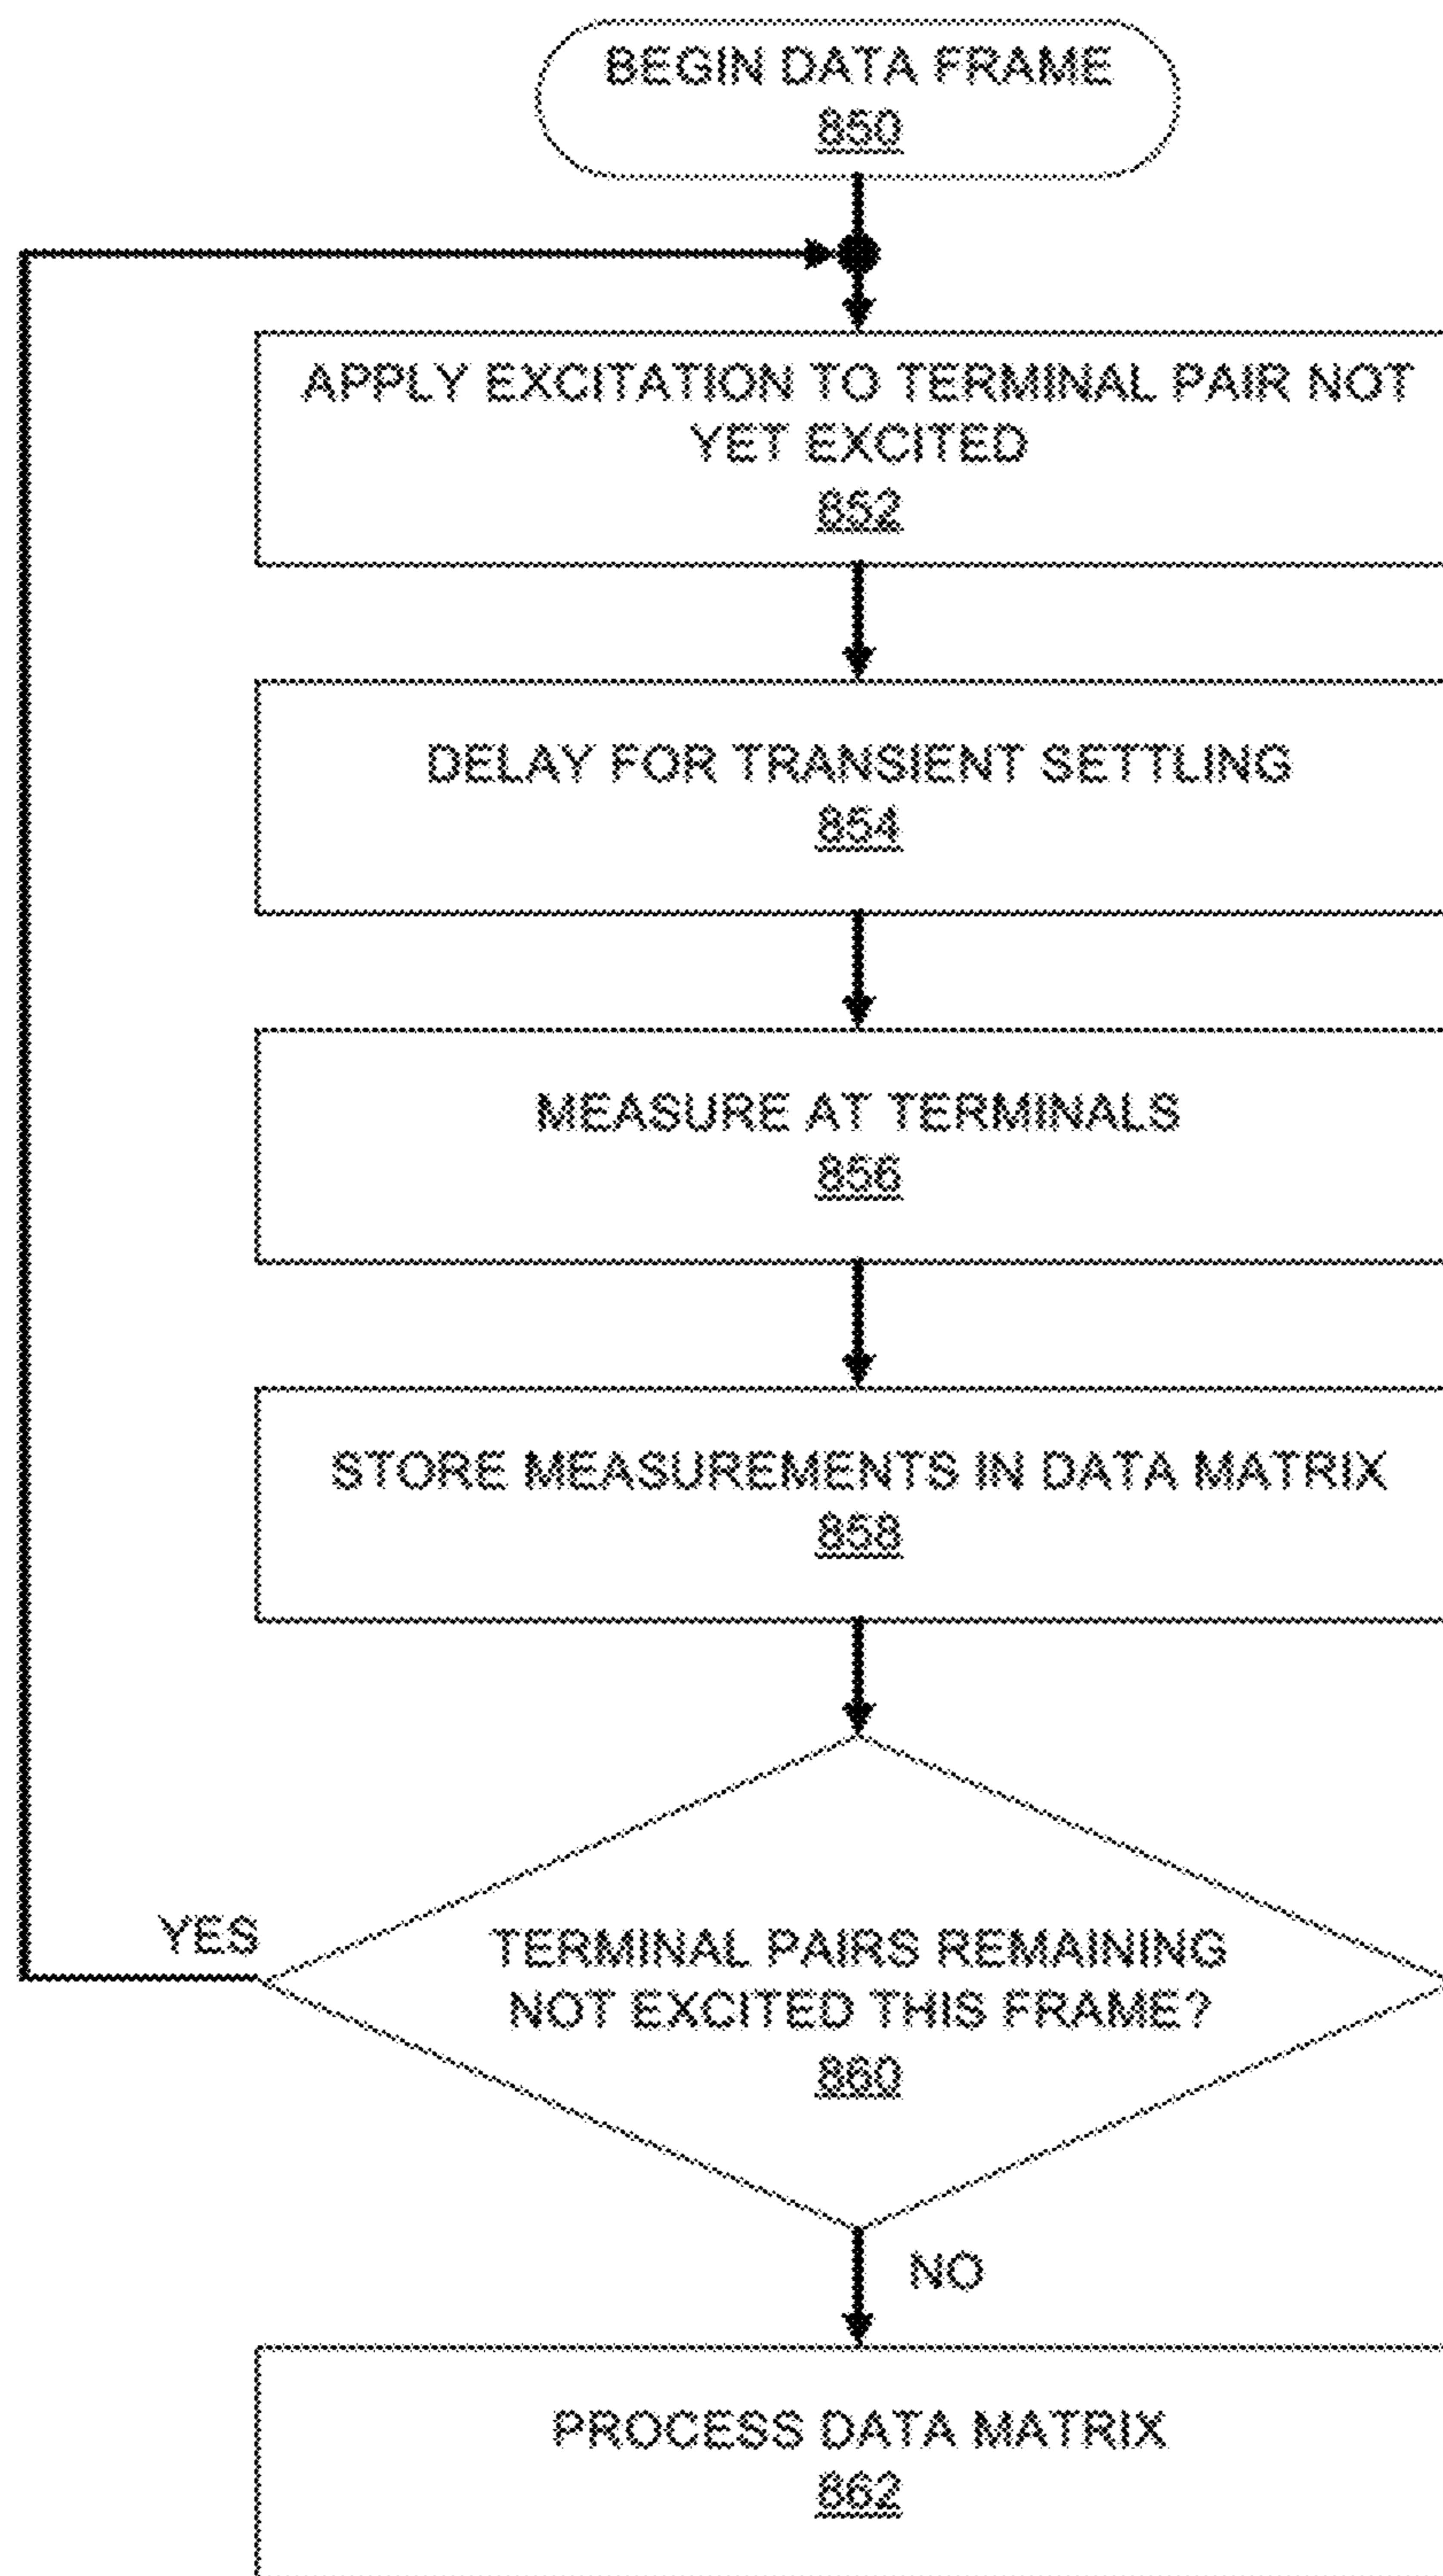 BEGIN DATA FRAME
850
APPLY EXCITATION TO TERMINAL PAIR NOT
YET EXCITED
852
DELAY FOR TRANSIENT SETTLING
854
MEASURE AT TERMINALS
856
STORE MEASUREMENTS IN DATA MATRIX
858
YES
TERMINAL PAIRS REMAINING
NOT EXCITED THIS FRAME?
860
NO
PROCESS DATA MATRIX
862